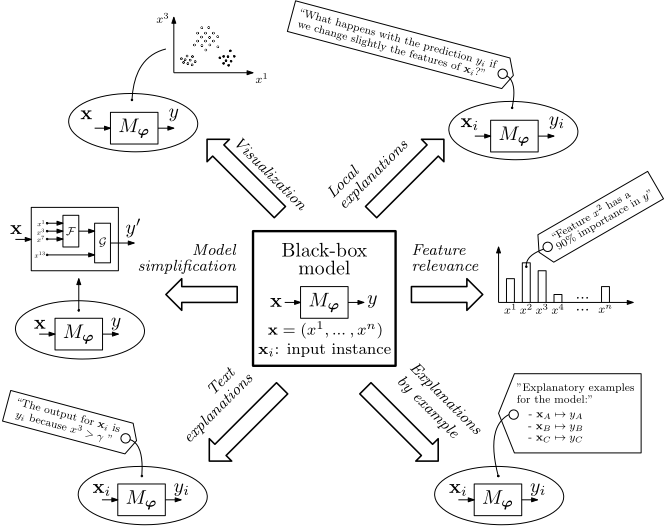 x³
x¹
x
M_φ
y
Visualization
"What happens with the prediction yᵢ if
we change slightly the features of xᵢ?"
xᵢ
M_φ
yᵢ
Local
explanations
x
x¹
x³
x⁷
x¹³
F
G
y′
x
M_φ
y
Model
simplification
Black-box
model
x
M_φ
y
x = (x¹, ... , xⁿ)
xᵢ: input instance
Feature
relevance
"Feature x² has a
90% importance in y"
x¹ x² x³ x⁴ ... xⁿ
...
"The output for xᵢ is
yᵢ because x³ > γ "
xᵢ
M_φ
yᵢ
Text
explanations
Explanations
by example
"Explanatory examples
for the model:"
- x_A ↦ y_A
- x_B ↦ y_B
- x_C ↦ y_C
xᵢ
M_φ
yᵢ